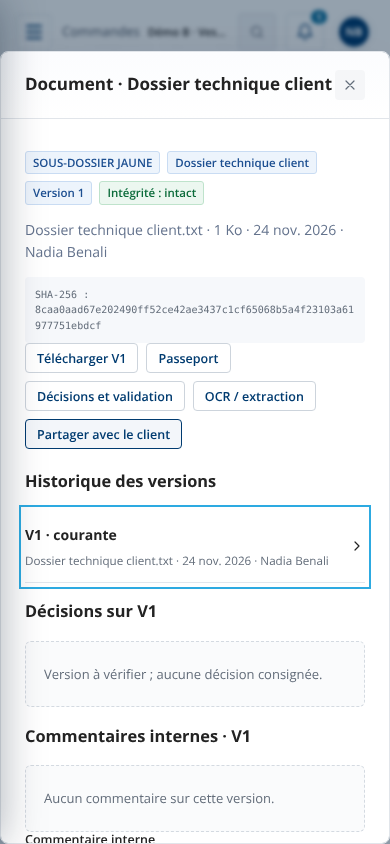 Commandes Démo B · Ves...
Document · Dossier technique client
SOUS-DOSSIER JAUNE Dossier technique client
Version 1 Intégrité : intact
Dossier technique client.txt · 1 Ko · 24 nov. 2026 ·
Nadia Benali
SHA-256 :
8caa0aad67e202490ff52ce42ae3437c1cf65068b5a4f23103a61
977751ebdcf
Télécharger V1 Passeport
Décisions et validation OCR / extraction
Partager avec le client
Historique des versions
V1 · courante
Dossier technique client.txt · 24 nov. 2026 · Nadia Benali
Décisions sur V1
Version à vérifier ; aucune décision consignée.
Commentaires internes · V1
Aucun commentaire sur cette version.
Commentaire interne